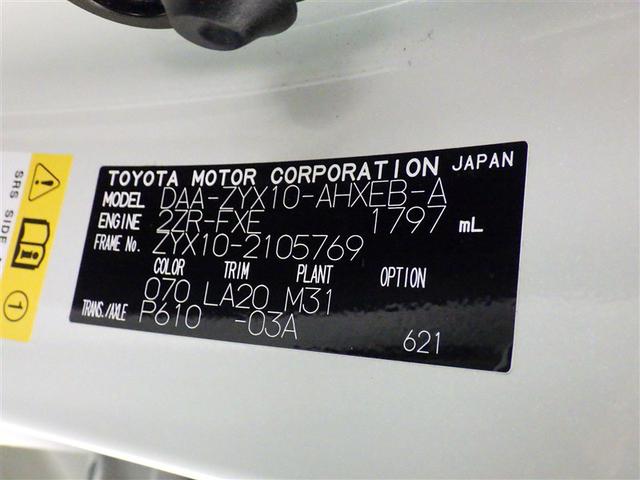 TOYOTA MOTOR CORPORATION JAPAN
MODEL DAA-ZYX10-AHXEB-A
ENGINE 2ZR-FXE 1797 mL
FRAME No. ZYX10-2105769
COLOR TRIM PLANT OPTION
070 LA20 M31
TRANS./AXLE P610 -03A
621
SRS SIDE
1